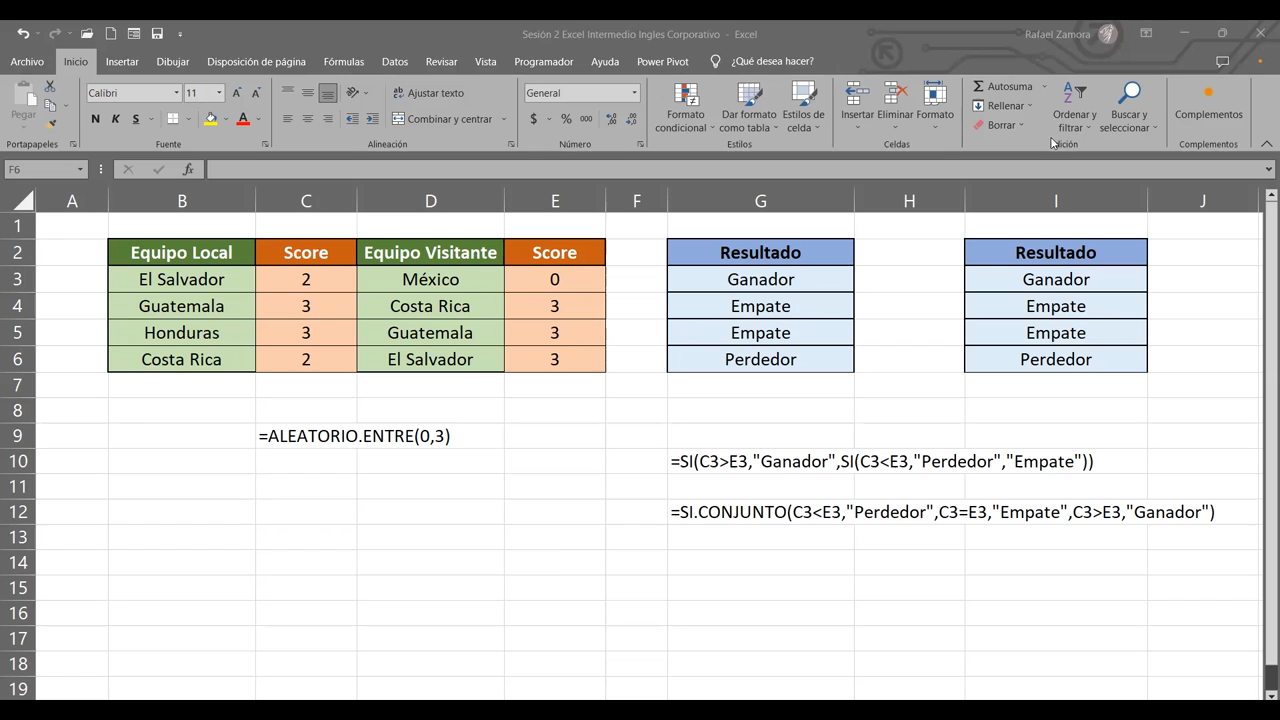 Sesión 2 Excel Intermedio Ingles Corporativo - Excel
Rafael Zamora
Archivo Inicio Insertar Dibujar Disposición de página Fórmulas Datos Revisar Vista Programador Ayuda Power Pivot ¿Qué desea hacer?
Pegar
Calibri 11
N K S
Ajustar texto
Combinar y centrar
General
$ % 000
Formato condicional
Dar formato como tabla
Estilos de celda
Insertar Eliminar Formato
Autosuma
Rellenar
Borrar
Ordenar y filtrar
Buscar y seleccionar
Complementos
Portapapeles Fuente Alineación Número Estilos Celdas Edición Complementos
F6 fx
A B C D E F G H I J
1
2 Equipo Local Score Equipo Visitante Score Resultado Resultado
3 El Salvador 2 México 0 Ganador Ganador
4 Guatemala 3 Costa Rica 3 Empate Empate
5 Honduras 3 Guatemala 3 Empate Empate
6 Costa Rica 2 El Salvador 3 Perdedor Perdedor
7
8
9 =ALEATORIO.ENTRE(0,3)
10 =SI(C3>E3,"Ganador",SI(C3<E3,"Perdedor","Empate"))
11
12 =SI.CONJUNTO(C3<E3,"Perdedor",C3=E3,"Empate",C3>E3,"Ganador")
13
14
15
16
17
18
19